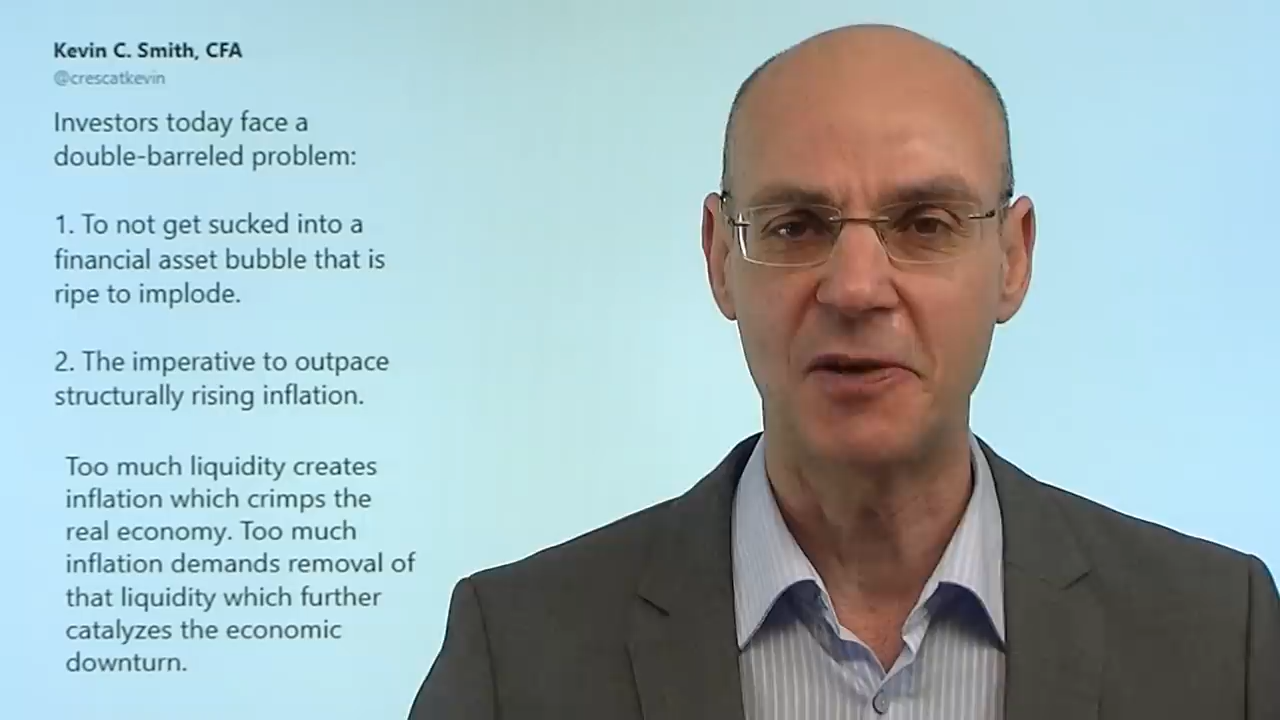 Kevin C. Smith, CFA
@crescatkevin
Investors today face a
double-barreled problem:
1. To not get sucked into a
financial asset bubble that is
ripe to implode.
2. The imperative to outpace
structurally rising inflation.
Too much liquidity creates
inflation which crimps the
real economy. Too much
inflation demands removal of
that liquidity which further
catalyzes the economic
downturn.